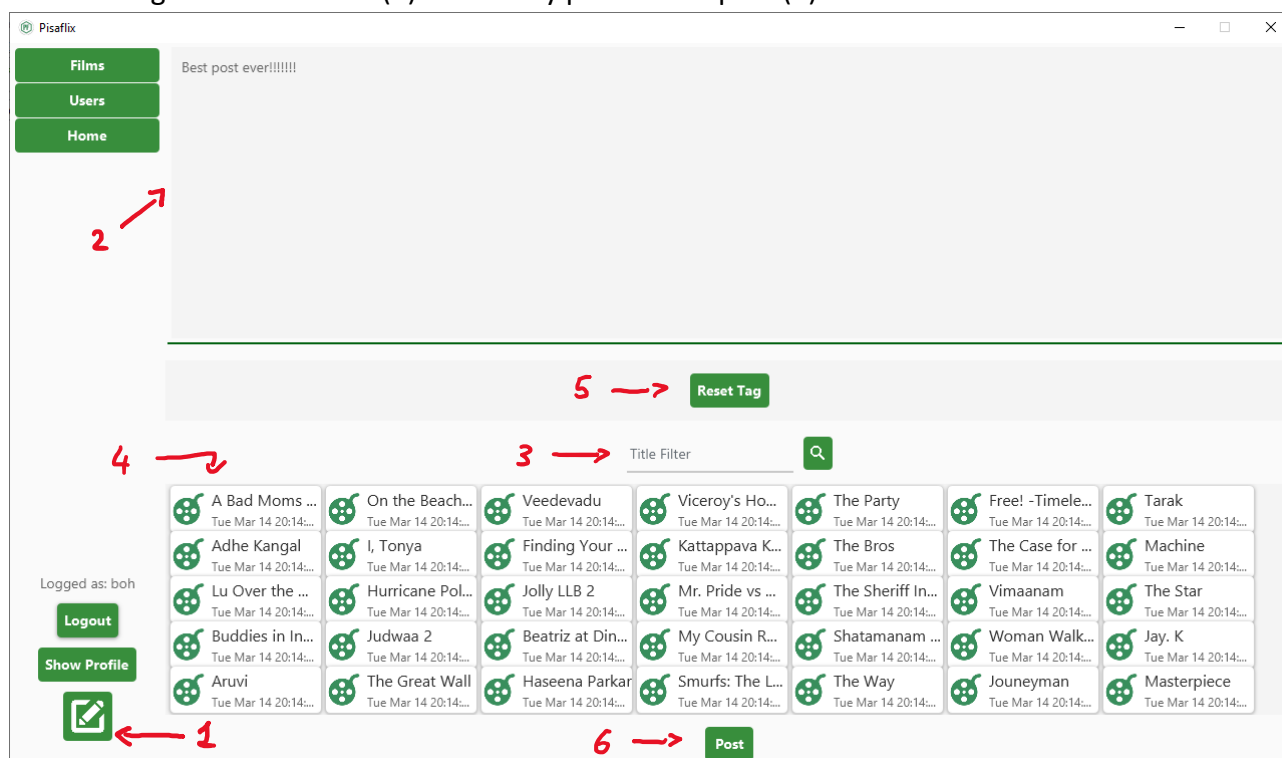 Pisaflix
Films
Users
Home
Best post ever!!!!!!!
2
5
Reset Tag
4
3
Title Filter
A Bad Moms ... On the Beach... Veedevadu Viceroy's Ho... The Party Free! -Timele... Tarak
Tue Mar 14 20:14:... Tue Mar 14 20:14:... Tue Mar 14 20:14:... Tue Mar 14 20:14:... Tue Mar 14 20:14:... Tue Mar 14 20:14:... Tue Mar 14 20:14:...
Adhe Kangal I, Tonya Finding Your ... Kattappava K... The Bros The Case for ... Machine
Tue Mar 14 20:14:... Tue Mar 14 20:14:... Tue Mar 14 20:14:... Tue Mar 14 20:14:... Tue Mar 14 20:14:... Tue Mar 14 20:14:... Tue Mar 14 20:14:...
Lu Over the ... Hurricane Pol... Jolly LLB 2 Mr. Pride vs ... The Sheriff In... Vimaanam The Star
Tue Mar 14 20:14:... Tue Mar 14 20:14:... Tue Mar 14 20:14:... Tue Mar 14 20:14:... Tue Mar 14 20:14:... Tue Mar 14 20:14:... Tue Mar 14 20:14:...
Buddies in In... Judwaa 2 Beatriz at Din... My Cousin R... Shatamanam ... Woman Walk... Jay. K
Tue Mar 14 20:14:... Tue Mar 14 20:14:... Tue Mar 14 20:14:... Tue Mar 14 20:14:... Tue Mar 14 20:14:... Tue Mar 14 20:14:... Tue Mar 14 20:14:...
Aruvi The Great Wall Haseena Parkar Smurfs: The L... The Way Jouneyman Masterpiece
Tue Mar 14 20:14:... Tue Mar 14 20:14:... Tue Mar 14 20:14:... Tue Mar 14 20:14:... Tue Mar 14 20:14:... Tue Mar 14 20:14:... Tue Mar 14 20:14:...
Logged as: boh
Logout
Show Profile
1
6
Post